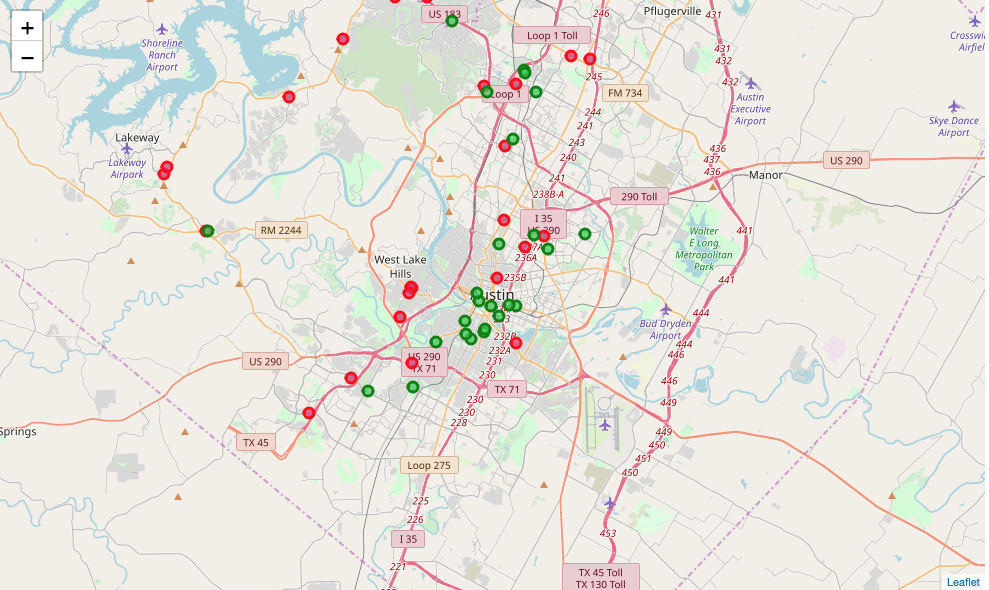 +
−
US 183
246
Pflugerville
431
Shoreline
Ranch
Airport
Loop 1 Toll
431
432
432
245
Loop 1
FM 734
Austin
Executive
Airport
244
Skye Dance
Airport
241
243
240
Lakeway
Lakeway
Airpark
436
437
436
US 290
Manor
241
238B-A
290 Toll
I 35
US 290
RM 2244
441
Walter
E Long
Metropolitan
Park
236A
West Lake
Hills
235B
441
Austin
444
Bud Dryden
Airport
232B
232A
444
446
US 290
US 290
TX 71
231
230
446
TX 71
230
449
230
228
Springs
TX 45
449
450
451
Loop 275
450
225
226
453
I 35
221
TX 45 Toll
TX 130 Toll
Leaflet